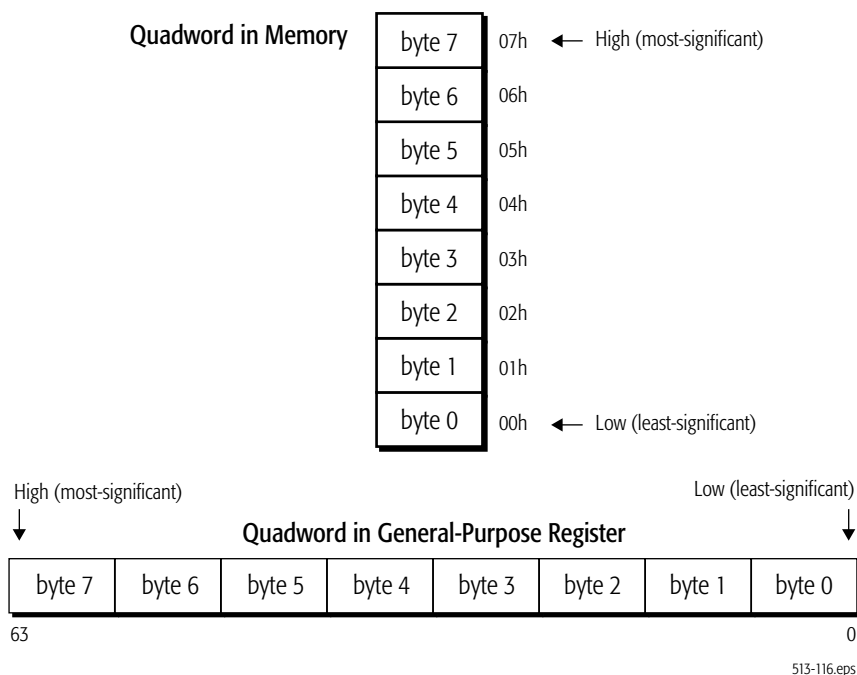 Quadword in Memory
byte 7 07h High (most-significant)
byte 6 06h
byte 5 05h
byte 4 04h
byte 3 03h
byte 2 02h
byte 1 01h
byte 0 00h Low (least-significant)
High (most-significant) Low (least-significant)
Quadword in General-Purpose Register
byte 7 byte 6 byte 5 byte 4 byte 3 byte 2 byte 1 byte 0
63 0
513-116.eps